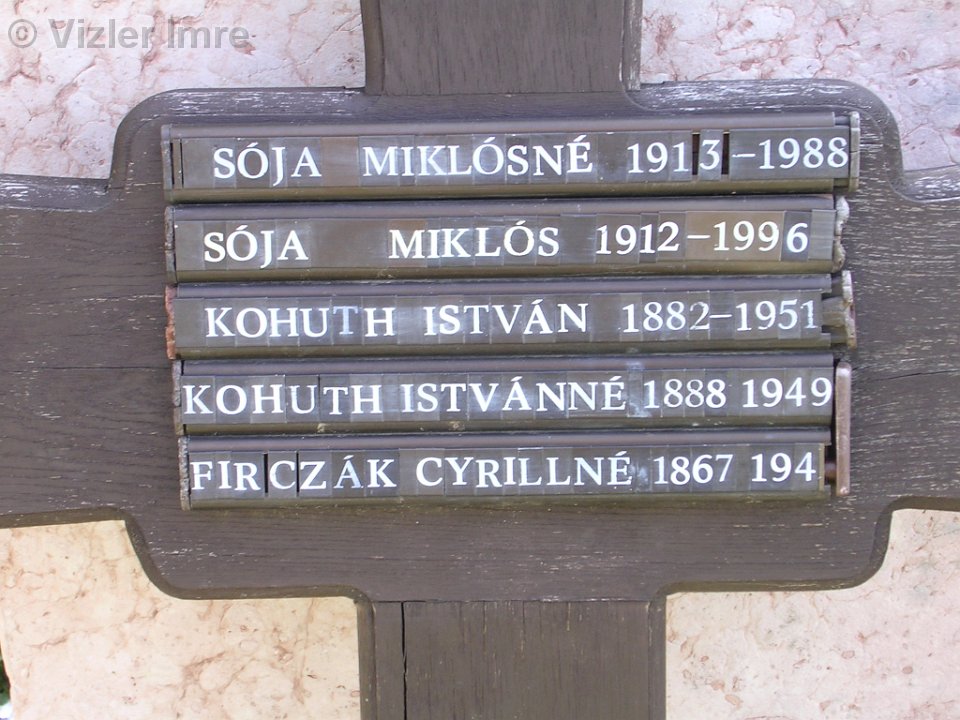 © Vizler Imre
SÓJA MIKLÓSNÉ 1913-1988
SÓJA MIKLÓS 1912-1996
KOHUTH ISTVÁN 1882-1951
KOHUTH ISTVÁNNÉ 1888 1949
FIRCZÁK CYRILLNÉ 1867 194